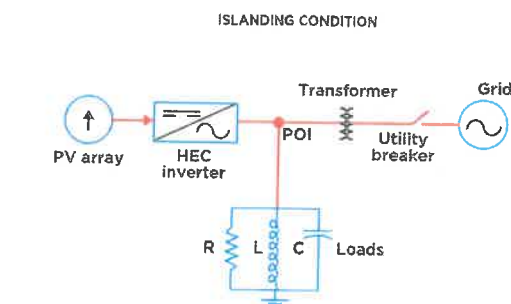 ISLANDING CONDITION
Transformer
Grid
POI
PV array
HEC
inverter
Utility
breaker
R
L
C
Loads